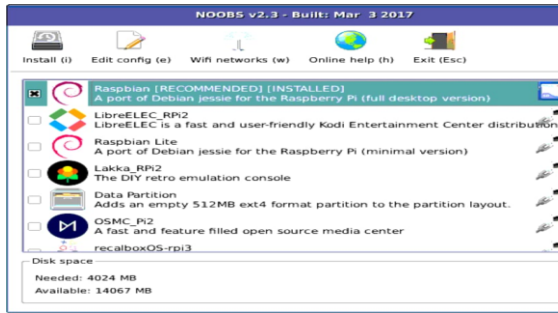 NOOBS v2.3 - Built: Mar 3 2017
Install (i) Edit config (e) Wifi networks (w) Online help (h) Exit (Esc)
Raspbian [RECOMMENDED] [INSTALLED]
A port of Debian jessie for the Raspberry Pi (full desktop version)
LibreELEC_RPi2
LibreELEC is a fast and user-friendly Kodi Entertainment Center distribution
Raspbian Lite
A port of Debian jessie for the Raspberry Pi (minimal version)
Lakka_RPi2
The DIY retro emulation console
Data Partition
Adds an empty 512MB ext4 format partition to the partition layout.
OSMC_Pi2
A fast and feature filled open source media center
recalboxOS-rpi3
Disk space
Needed: 4024 MB
Available: 14067 MB